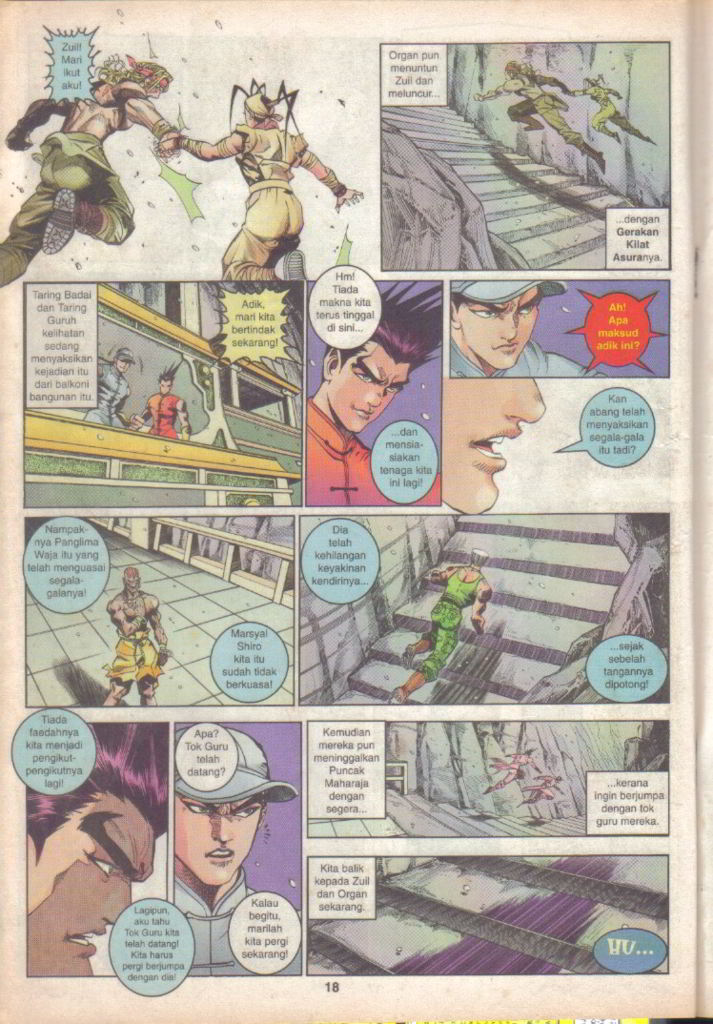 Zuil!
Mari
ikut
aku!
Organ pun
menuntun
Zuil dan
meluncur...
...dengan
Gerakan
Kilat
Asuranya.
Taring Badai
dan Taring
Guruh
kelihatan
sedang
menyaksikan
kejadian itu
dari balkoni
bangunan itu.
Adik,
mari kita
bertindak
sekarang!
Hm!
Tiada
makna kita
terus tinggal
di sini...
...dan
mensia-
siakan
tenaga kita
ini lagi!
Ah!
Apa
maksud
adik ini?
Kan
abang telah
menyaksikan
segala-gala
itu tadi?
Nampak-
nya Panglima
Waja itu yang
telah menguasai
segala-
galanya!
Marsyal
Shiro
kita itu
sudah tidak
berkuasa!
Dia
telah
kehilangan
keyakinan
kendirinya...
...sejak
sebelah
tangannya
dipotong!
Tiada
faedahnya
kita menjadi
pengikut-
pengikutnya
lagi!
Lagipun,
aku tahu
Tok Guru kita
telah datang!
Kita harus
pergi berjumpa
dengan dia!
Apa?
Tok Guru
telah
datang?
Kalau
begitu,
marilah
kita pergi
sekarang!
Kemudian
mereka pun
meninggalkan
Puncak
Maharaja
dengan
segera...
...kerana
ingin berjumpa
dengan tok
guru mereka.
Kita balik
kepada Zuil
dan Organ
sekarang.
HU...
18